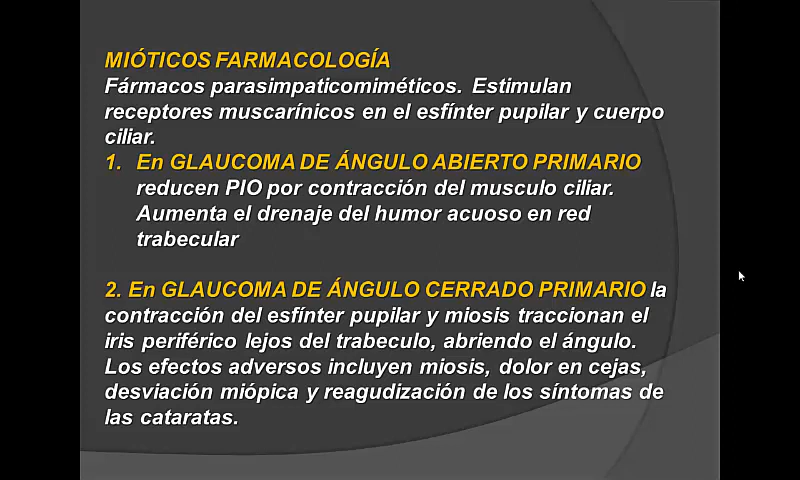 MIÓTICOS FARMACOLOGÍA
Fármacos parasimpaticomiméticos. Estimulan
receptores muscarínicos en el esfínter pupilar y cuerpo
ciliar.
1. En GLAUCOMA DE ÁNGULO ABIERTO PRIMARIO
reducen PIO por contracción del musculo ciliar.
Aumenta el drenaje del humor acuoso en red
trabecular
2. En GLAUCOMA DE ÁNGULO CERRADO PRIMARIO la
contracción del esfínter pupilar y miosis traccionan el
iris periférico lejos del trabeculo, abriendo el ángulo.
Los efectos adversos incluyen miosis, dolor en cejas,
desviación miópica y reagudización de los síntomas de
las cataratas.